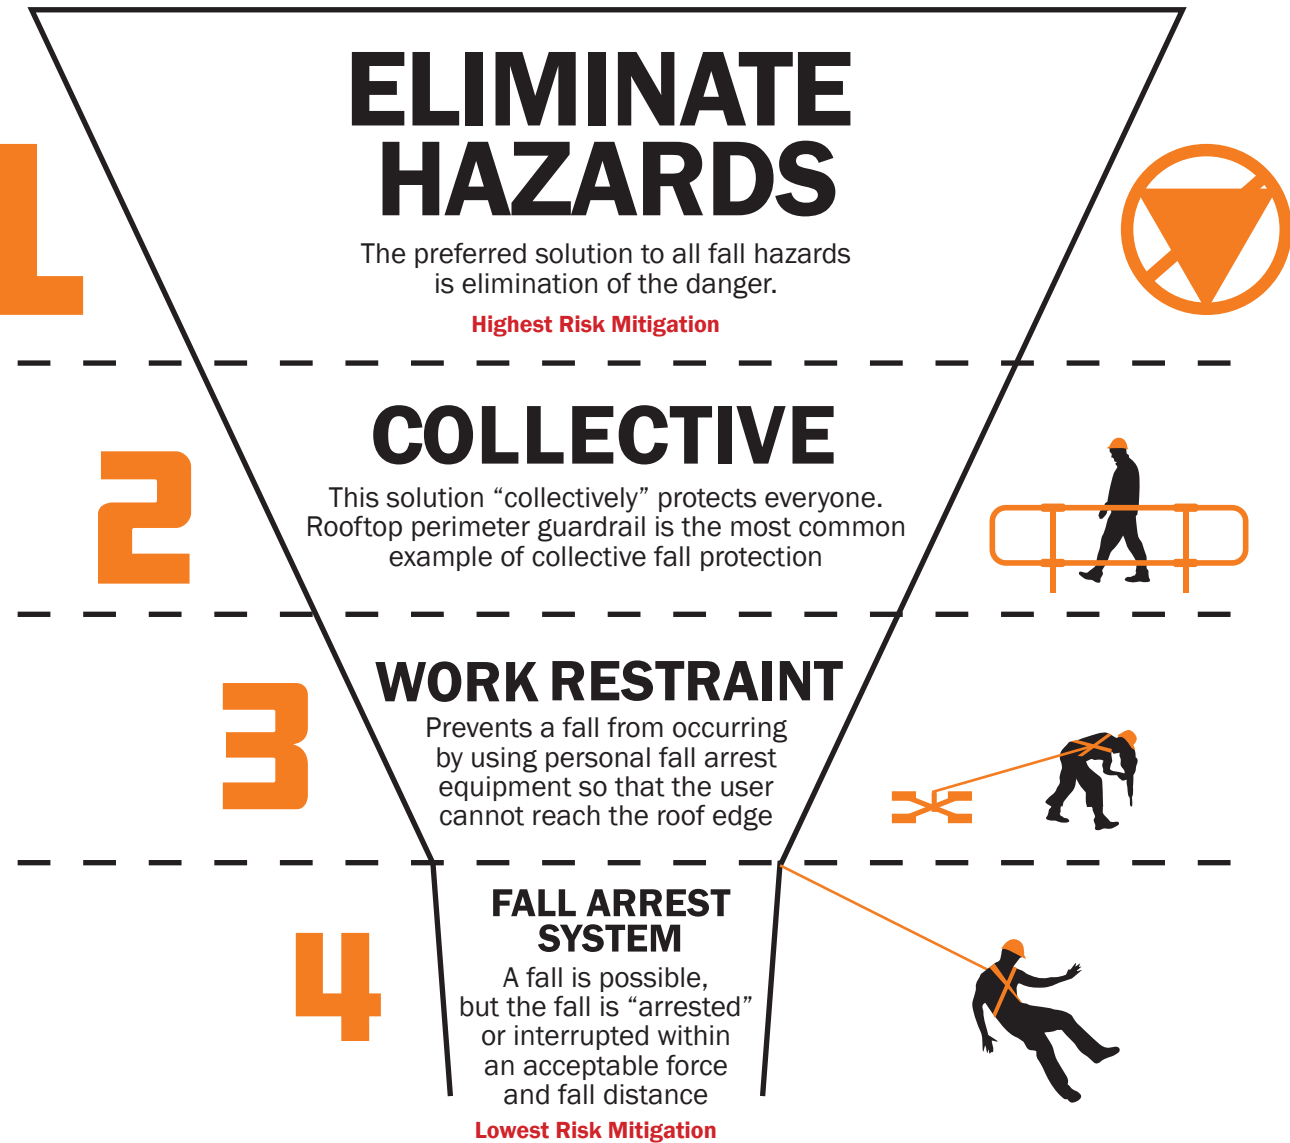 1
ELIMINATE
HAZARDS
The preferred solution to all fall hazards
is elimination of the danger.
Highest Risk Mitigation
2
COLLECTIVE
This solution “collectively” protects everyone.
Rooftop perimeter guardrail is the most common
example of collective fall protection
3
WORK RESTRAINT
Prevents a fall from occurring
by using personal fall arrest
equipment so that the user
cannot reach the roof edge
4
FALL ARREST
SYSTEM
A fall is possible,
but the fall is “arrested”
or interrupted within
an acceptable force
and fall distance
Lowest Risk Mitigation